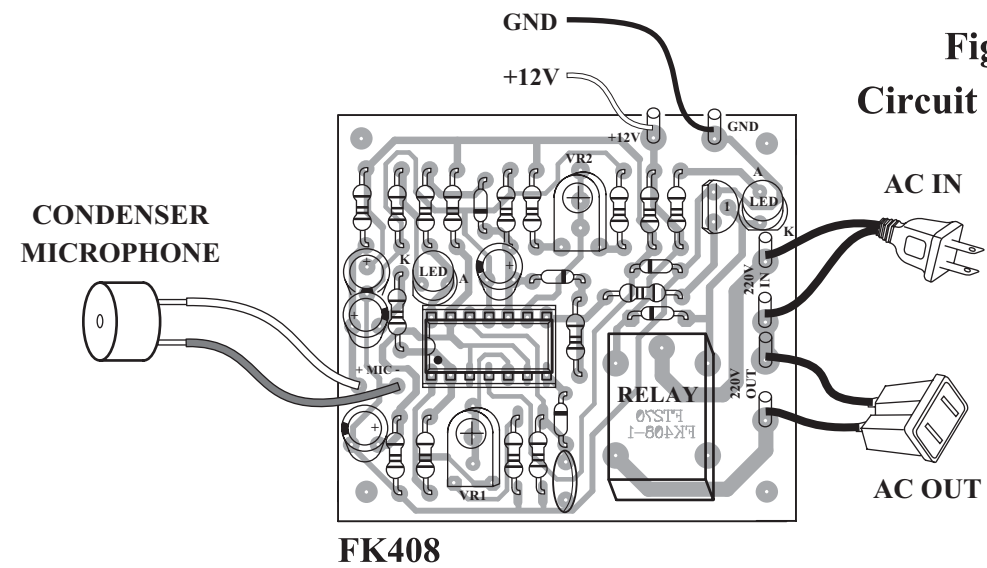 GND
+12V
Fig
Circuit
+12V
GND
VR2
A
AC IN
1
LED
CONDENSER
MICROPHONE
K
K
LED
A
220V
IN
+ MIC -
RELAY
220V
OUT
FT270
FK408-1
AC OUT
VR1
FK408